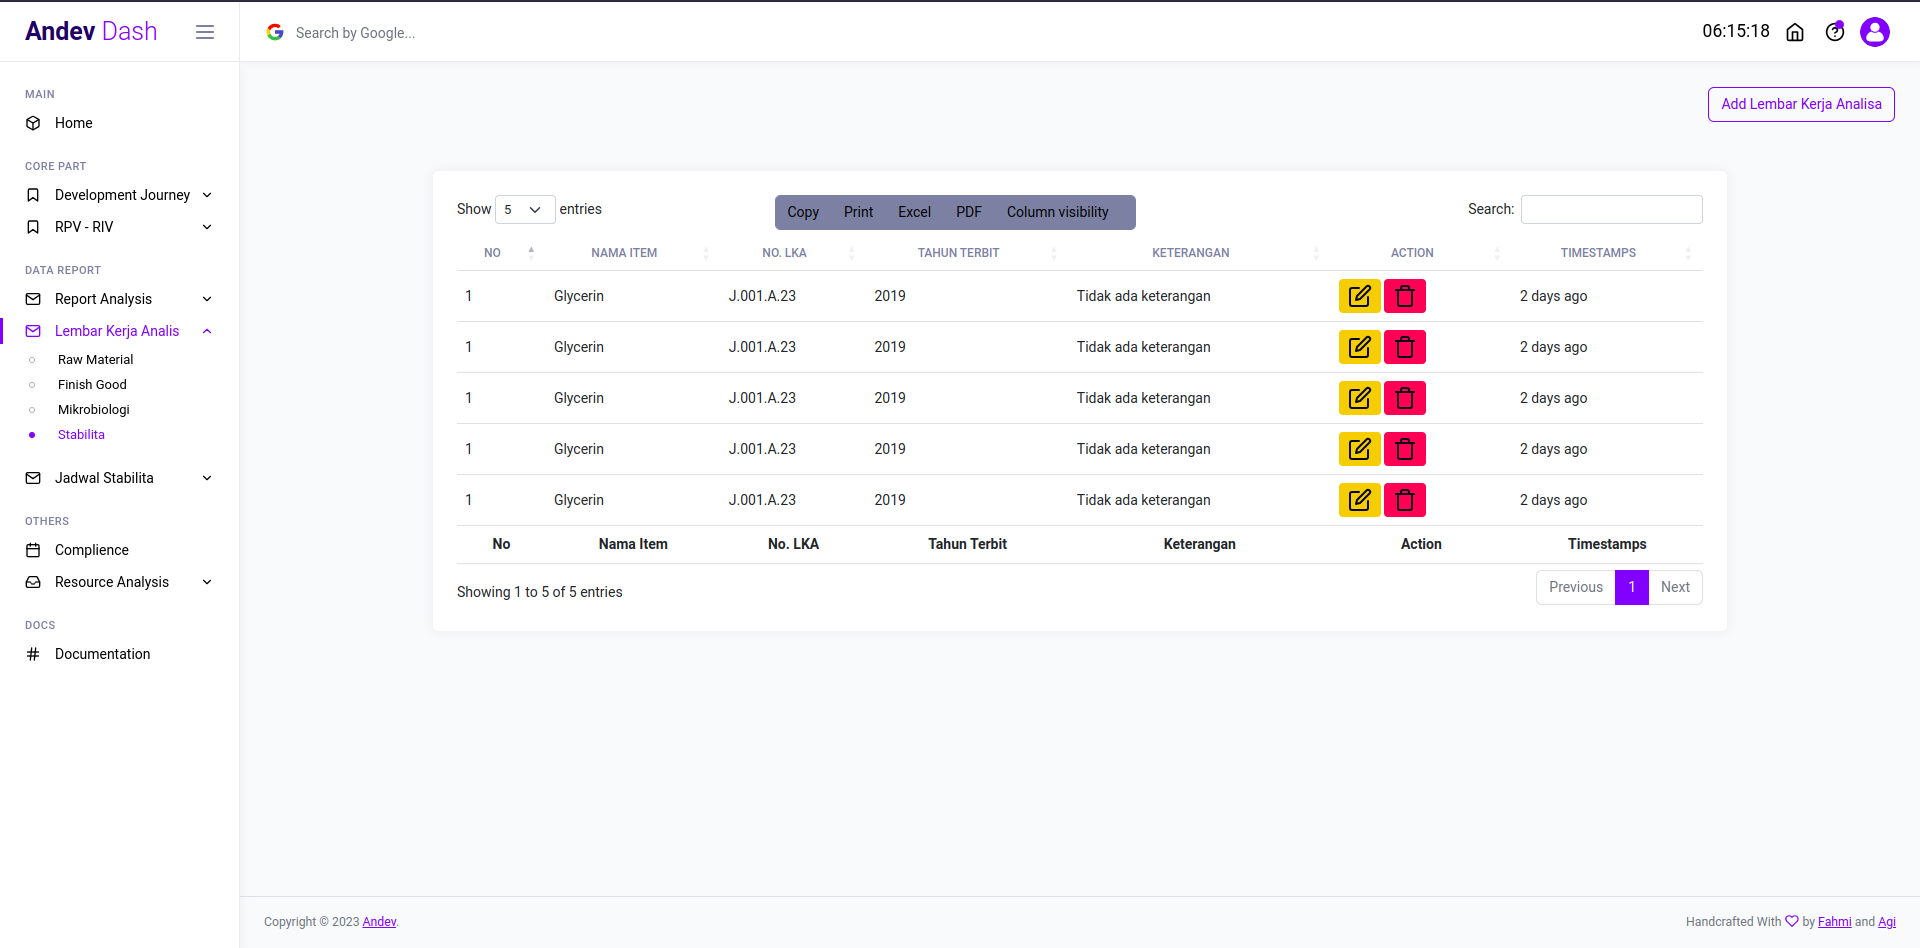 Andev Dash
Search by Google...
06:15:18
MAIN
Home
CORE PART
Development Journey
RPV - RIV
DATA REPORT
Report Analysis
Lembar Kerja Analis
Raw Material
Finish Good
Mikrobiologi
Stabilita
Jadwal Stabilita
OTHERS
Complience
Resource Analysis
DOCS
Documentation
Add Lembar Kerja Analisa
Show 5 entries
Copy Print Excel PDF Column visibility
Search:
NO NAMA ITEM NO. LKA TAHUN TERBIT KETERANGAN ACTION TIMESTAMPS
1 Glycerin J.001.A.23 2019 Tidak ada keterangan 2 days ago
1 Glycerin J.001.A.23 2019 Tidak ada keterangan 2 days ago
1 Glycerin J.001.A.23 2019 Tidak ada keterangan 2 days ago
1 Glycerin J.001.A.23 2019 Tidak ada keterangan 2 days ago
1 Glycerin J.001.A.23 2019 Tidak ada keterangan 2 days ago
No Nama Item No. LKA Tahun Terbit Keterangan Action Timestamps
Showing 1 to 5 of 5 entries
Previous 1 Next
Copyright © 2023 Andev.
Handcrafted With by Fahmi and Agi